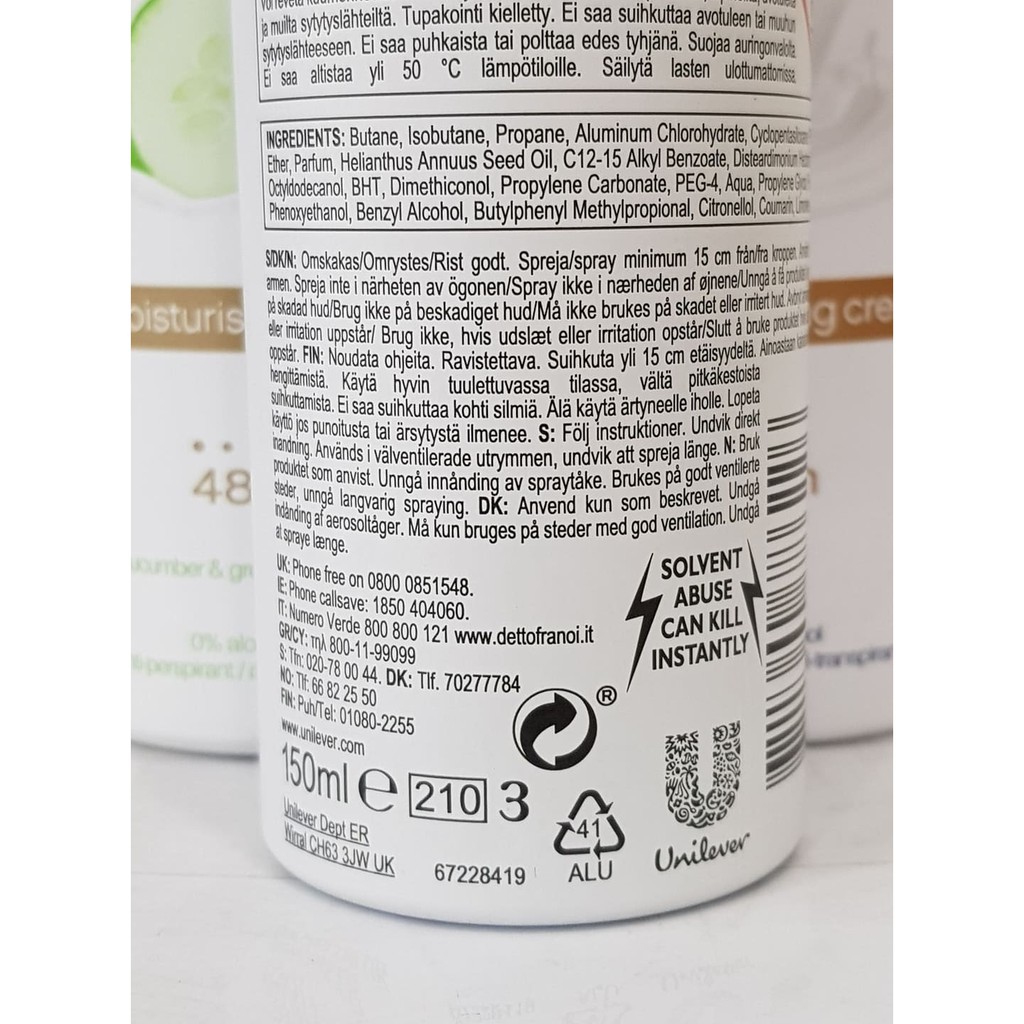 ja muilta sytytyslähteiltä. Tupakointi kielletty. Ei saa suihkuttaa avotuleen tai muuhun
sytytyslähteeseen. Ei saa puhkaista tai polttaa edes tyhjänä. Suojaa auringonvalolta.
Ei saa altistaa yli 50 °C lämpötiloille. Säilytä lasten ulottumattomissa.
INGREDIENTS: Butane, Isobutane, Propane, Aluminum Chlorohydrate,
Ether, Parfum, Helianthus Annuus Seed Oil, C12-15 Alkyl Benzoate, Disteardimonium
Octyldodecanol, BHT, Dimethiconol, Propylene Carbonate, PEG-4, Aqua, Propylene
Phenoxyethanol, Benzyl Alcohol, Butylphenyl Methylpropional, Citronellol, Coumarin,
S/DK/N: Omskakas/Omrystes/Rist godt. Spreja/spray minimum 15 cm från/fra kroppen.
armen. Spreja inte i närheten av ögonen/Spray ikke i nærheden af øjnene/Unngå å få produktet
på skadad hud/Brug ikke på beskadiget hud/Må ikke brukes på skadet eller irritert hud.
eller irritation uppstår/ Brug ikke, hvis udslæt eller irritation opstår/Slutt å bruke produktet
oppstår. FIN: Noudata ohjeita. Ravistettava. Suihkuta yli 15 cm etäisyydeltä. Ainoastaan
hengittämistä. Käytä hyvin tuulettuvassa tilassa, vältä pitkäkestoista
suihkuttamista. Ei saa suihkuttaa kohti silmiä. Älä käytä ärtyneelle iholle. Lopeta
käyttö jos punoitusta tai ärsytystä ilmenee. S: Följ instruktioner. Undvik direkt
inandning. Används i välventilerade utrymmen, undvik att spreja länge. N: Bruk
produktet som anvist. Unngå innånding av spraytåke. Brukes på godt ventilerte
steder, unngå langvarig spraying. DK: Anvend kun som beskrevet. Undgå
indånding af aerosoltåger. Må kun bruges på steder med god ventilation. Undgå
at spraye længe.
UK: Phone free on 0800 0851548.
IE: Phone callsave: 1850 404060.
IT: Numero Verde 800 800 121 www.dettofranoi.it
GR/CY: τηλ 800-11-99099
S: Tfn: 020-78 00 44. DK: Tlf. 70277784
NO: Tlf: 66 82 25 50
FIN: Puh/Tel: 01080-2255
www.unilever.com
SOLVENT
ABUSE
CAN KILL
INSTANTLY
®
150ml e 210 3
Unilever Dept ER
Wirral CH63 3JW UK
67228419
41
ALU
Unilever
oisturis
48
cumber & gr
0% alc
g cre